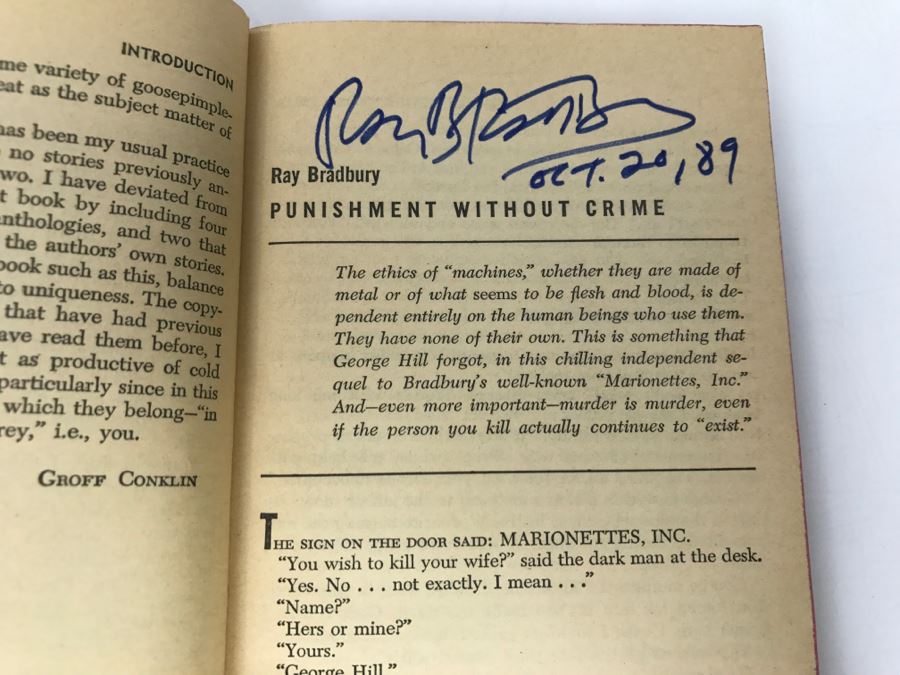 INTRODUCTION
me variety of goosepimple-
eat as the subject matter of
has been my usual practice
no stories previously an-
two. I have deviated from
t book by including four
nthologies, and two that
the authors' own stories.
book such as this, balance
to uniqueness. The copy-
that have had previous
ave read them before, I
t as productive of cold
particularly since in this
which they belong—“in
rey,” i.e., you.
GROFF CONKLIN
Ray Bradbury
OCT. 20, 89
Ray Bradbury
PUNISHMENT WITHOUT CRIME
The ethics of “machines,” whether they are made of
metal or of what seems to be flesh and blood, is de-
pendent entirely on the human beings who use them.
They have none of their own. This is something that
George Hill forgot, in this chilling independent se-
quel to Bradbury's well-known “Marionettes, Inc.”
And—even more important—murder is murder, even
if the person you kill actually continues to “exist.”
THE SIGN ON THE DOOR SAID: MARIONETTES, INC.
“You wish to kill your wife?” said the dark man at the desk.
“Yes. No . . . not exactly. I mean . . .”
“Name?”
“Hers or mine?”
“Yours.”
“George Hill.”